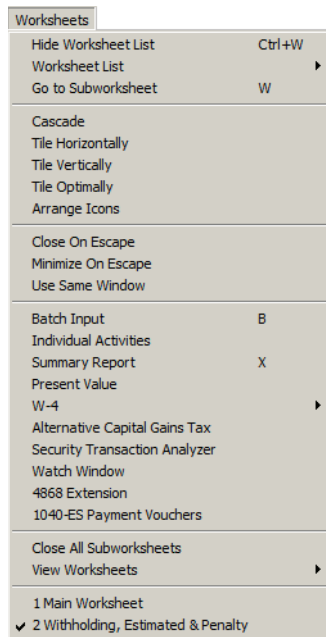 Worksheets
Hide Worksheet List Ctrl+W
Worksheet List
Go to Subworksheet W
Cascade
Tile Horizontally
Tile Vertically
Tile Optimally
Arrange Icons
Close On Escape
Minimize On Escape
Use Same Window
Batch Input B
Individual Activities
Summary Report X
Present Value
W-4
Alternative Capital Gains Tax
Security Transaction Analyzer
Watch Window
4868 Extension
1040-ES Payment Vouchers
Close All Subworksheets
View Worksheets
1 Main Worksheet
2 Withholding, Estimated & Penalty